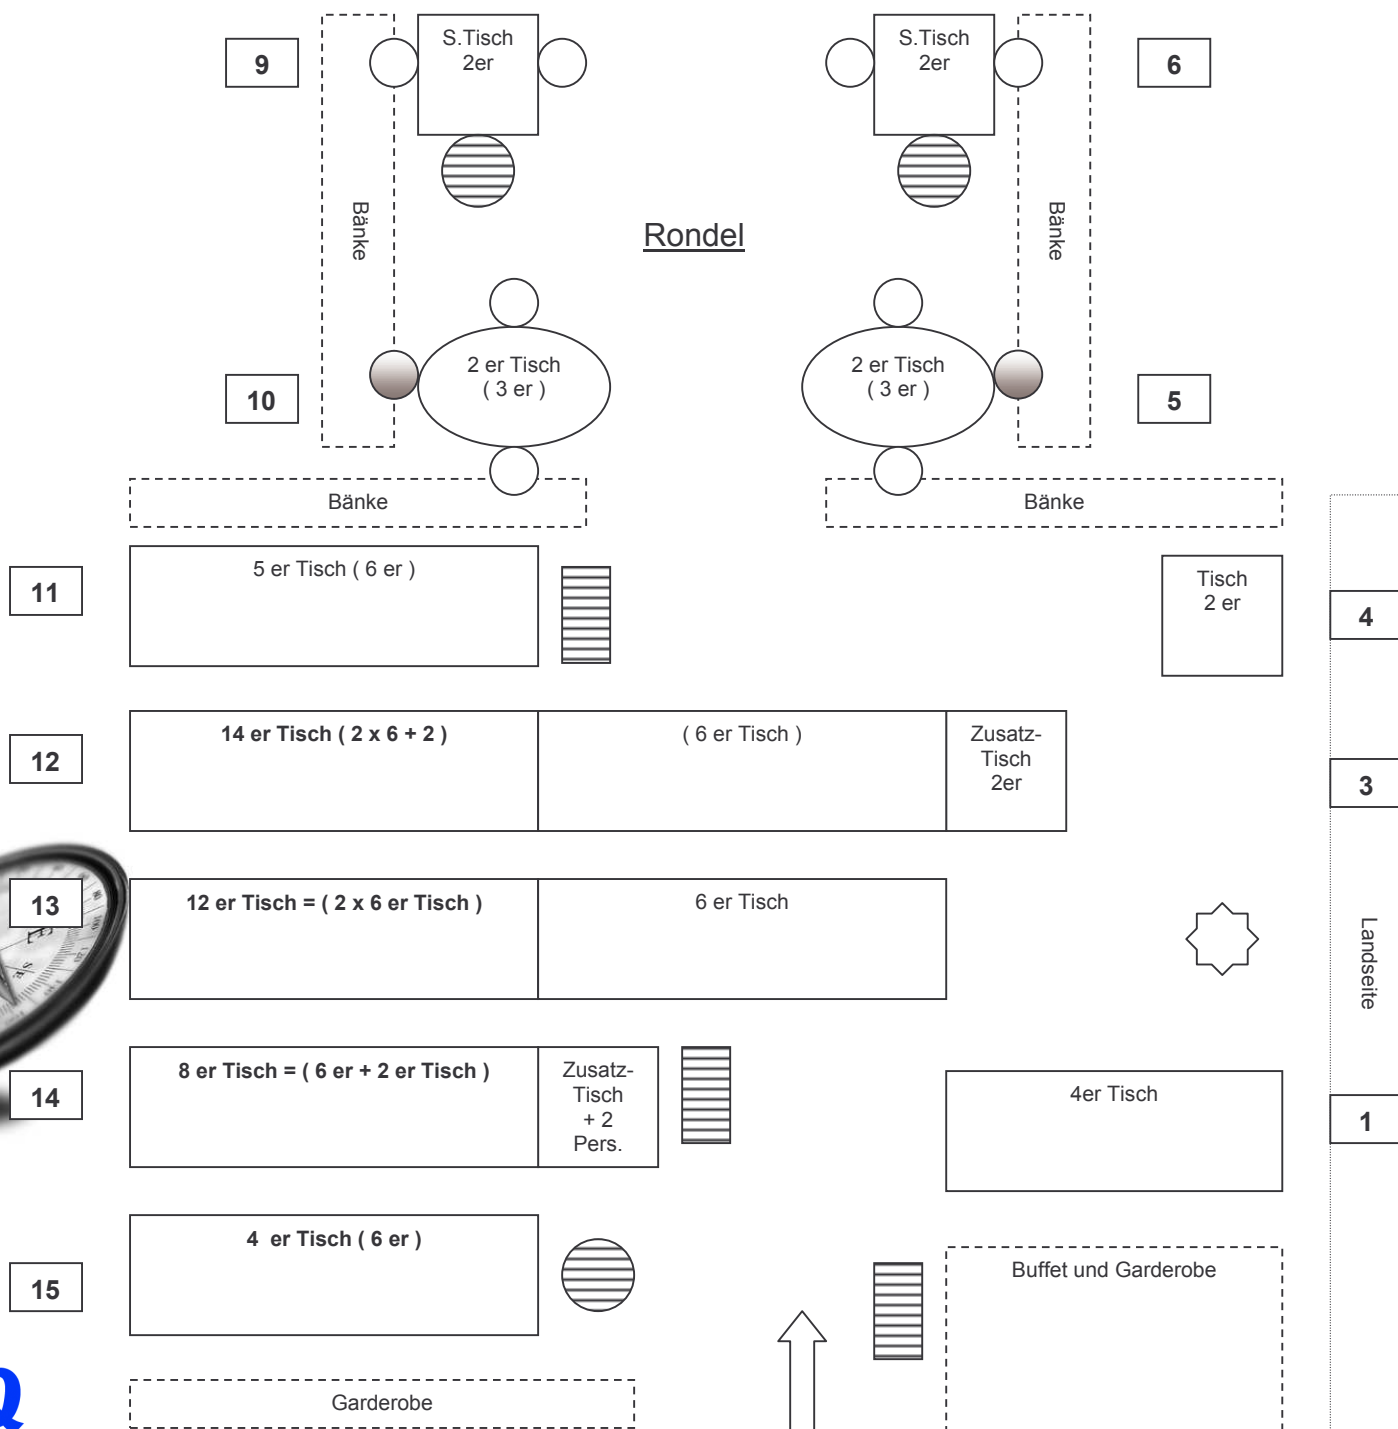 9
S.Tisch
2er
S.Tisch
2er
6
Bänke
Rondel
Bänke
10
2 er Tisch
( 3 er )
2 er Tisch
( 3 er )
5
Bänke
Bänke
11
5 er Tisch ( 6 er )
Tisch
2 er
4
12
14 er Tisch ( 2 x 6 + 2 )
( 6 er Tisch )
Zusatz-
Tisch
2er
3
13
12 er Tisch = ( 2 x 6 er Tisch )
6 er Tisch
Landseite
14
8 er Tisch = ( 6 er + 2 er Tisch )
Zusatz-
Tisch
+ 2
Pers.
4er Tisch
1
15
4 er Tisch ( 6 er )
Buffet und Garderobe
Garderobe